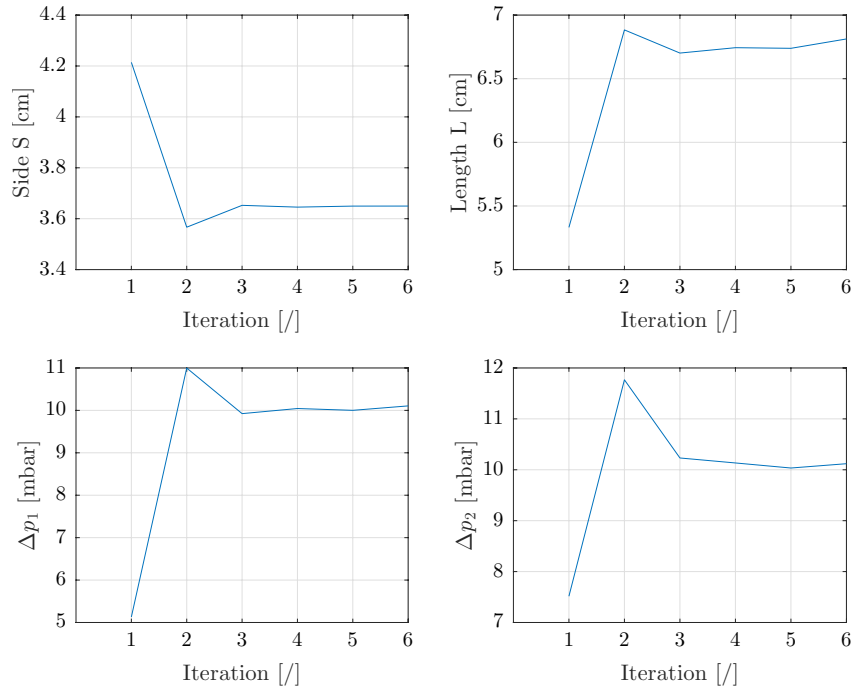 4.4
4.2
4
3.8
3.6
3.4
Side S [cm]
1 2 3 4 5 6
Iteration [/]
7
6.5
6
5.5
5
Length L [cm]
1 2 3 4 5 6
Iteration [/]
11
10
9
8
7
6
5
Δp₁ [mbar]
1 2 3 4 5 6
Iteration [/]
12
11
10
9
8
7
Δp₂ [mbar]
1 2 3 4 5 6
Iteration [/]